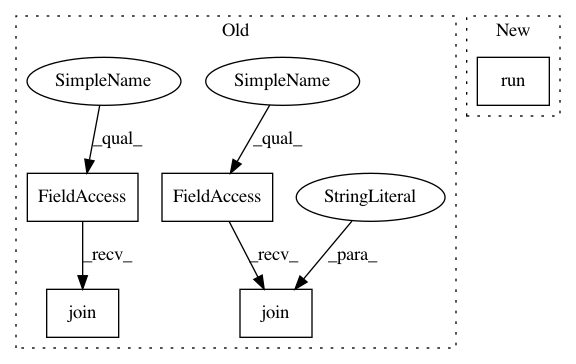 Old
New
SimpleName
SimpleName
run
_qual_
_qual_
FieldAccess
FieldAccess
StringLiteral
_recv_
_recv_
_para_
join
join